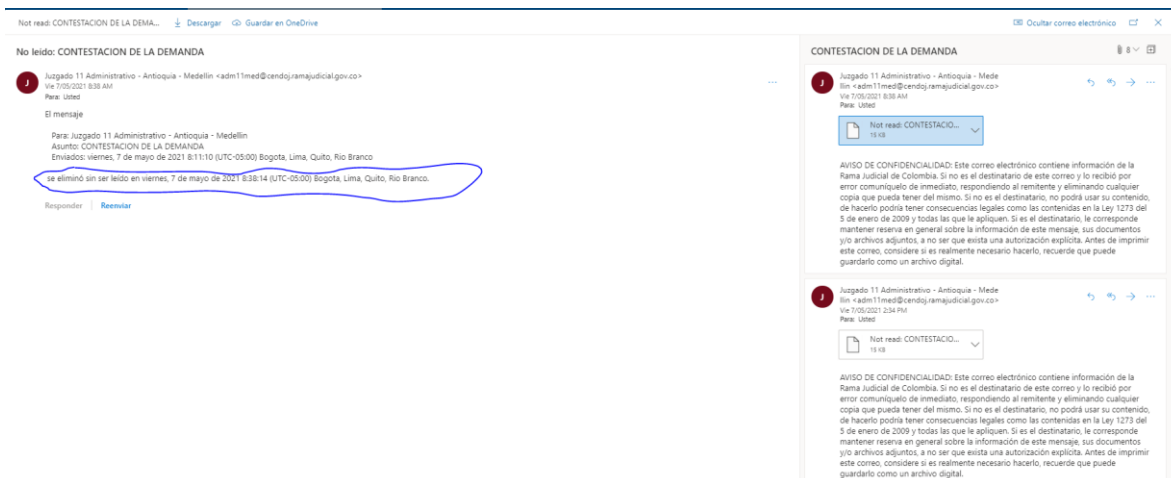 Not read: CONTESTACION DE LA DEMA... Descargar Guardar en OneDrive
Ocultar correo electrónico
No leído: CONTESTACION DE LA DEMANDA
J
Juzgado 11 Administrativo - Antioquia - Medellin <adm11med@cendoj.ramajudicial.gov.co>
Vie 7/05/2021 8:38 AM
Para: Usted
El mensaje
Para: Juzgado 11 Administrativo - Antioquia - Medellin
Asunto: CONTESTACION DE LA DEMANDA
Enviados: viernes, 7 de mayo de 2021 8:11:10 (UTC-05:00) Bogota, Lima, Quito, Rio Branco
se eliminó sin ser leído en viernes, 7 de mayo de 2021 8:38:14 (UTC-05:00) Bogota, Lima, Quito, Rio Branco.
Responder Reenviar
CONTESTACION DE LA DEMANDA
8
J
Juzgado 11 Administrativo - Antioquia - Mede
llin <adm11med@cendoj.ramajudicial.gov.co>
Vie 7/05/2021 8:38 AM
Para: Usted
Not read: CONTESTACIO...
15 KB
AVISO DE CONFIDENCIALIDAD: Este correo electrónico contiene información de la
Rama Judicial de Colombia. Si no es el destinatario de este correo y lo recibió por
error comuníquelo de inmediato, respondiendo al remitente y eliminando cualquier
copia que pueda tener del mismo. Si no es el destinatario, no podrá usar su contenido,
de hacerlo podría tener consecuencias legales como las contenidas en la Ley 1273 del
5 de enero de 2009 y todas las que le apliquen. Si es el destinatario, le corresponde
mantener reserva en general sobre la información de este mensaje, sus documentos
y/o archivos adjuntos, a no ser que exista una autorización explícita. Antes de imprimir
este correo, considere si es realmente necesario hacerlo, recuerde que puede
guardarlo como un archivo digital.
J
Juzgado 11 Administrativo - Antioquia - Mede
llin <adm11med@cendoj.ramajudicial.gov.co>
Vie 7/05/2021 2:34 PM
Para: Usted
Not read: CONTESTACIO...
15 KB
AVISO DE CONFIDENCIALIDAD: Este correo electrónico contiene información de la
Rama Judicial de Colombia. Si no es el destinatario de este correo y lo recibió por
error comuníquelo de inmediato, respondiendo al remitente y eliminando cualquier
copia que pueda tener del mismo. Si no es el destinatario, no podrá usar su contenido,
de hacerlo podría tener consecuencias legales como las contenidas en la Ley 1273 del
5 de enero de 2009 y todas las que le apliquen. Si es el destinatario, le corresponde
mantener reserva en general sobre la información de este mensaje, sus documentos
y/o archivos adjuntos, a no ser que exista una autorización explícita. Antes de imprimir
este correo, considere si es realmente necesario hacerlo, recuerde que puede
guardarlo como un archivo digital.